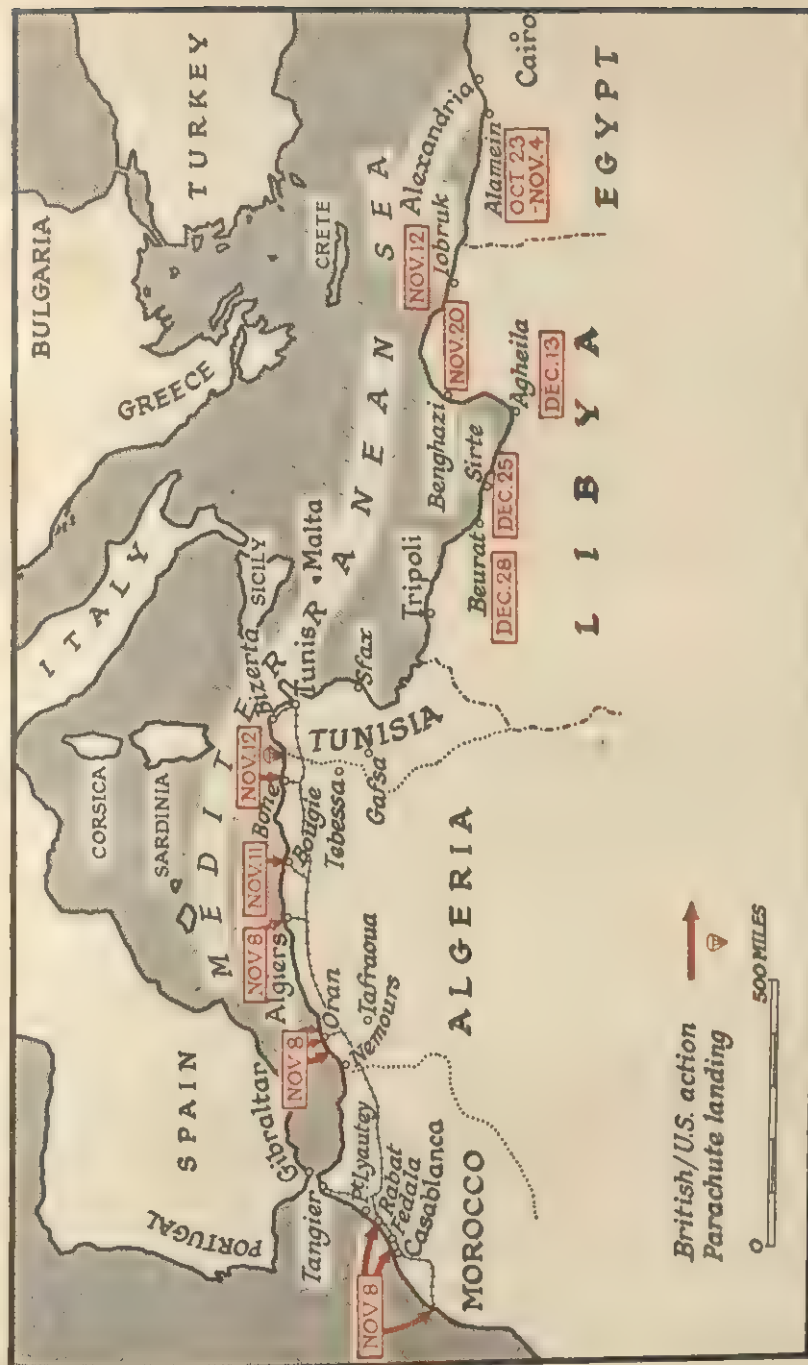 BULGARIA
TURKEY
GREECE
CRETE
ITALY
SICILY
Malta
CORSICA
SARDINIA
SPAIN
PORTUGAL
Gibraltar
MEDITERRANEAN SEA
Tangier
Pt Lyautey
Rabat
Fedala
Casablanca
NOV 8
MOROCCO
NOV 8
Oran
Nemours
Tafraoua
NOV 8
Algiers
NOV. 11
Bougie
NOV. 12
Bone
Tebessa
Gafsa
Bizerta
Tunis
TUNISIA
Sfax
ALGERIA
Tripoli
Beurat
DEC. 28
Sirte
DEC. 25
Benghazi
NOV. 20
Agheila
DEC. 13
NOV. 12
Tobruk
Alexandria
Alamein
OCT 23
-NOV. 4
Cairo
LIBYA
EGYPT
British/U.S. action
Parachute landing
0 500 MILES